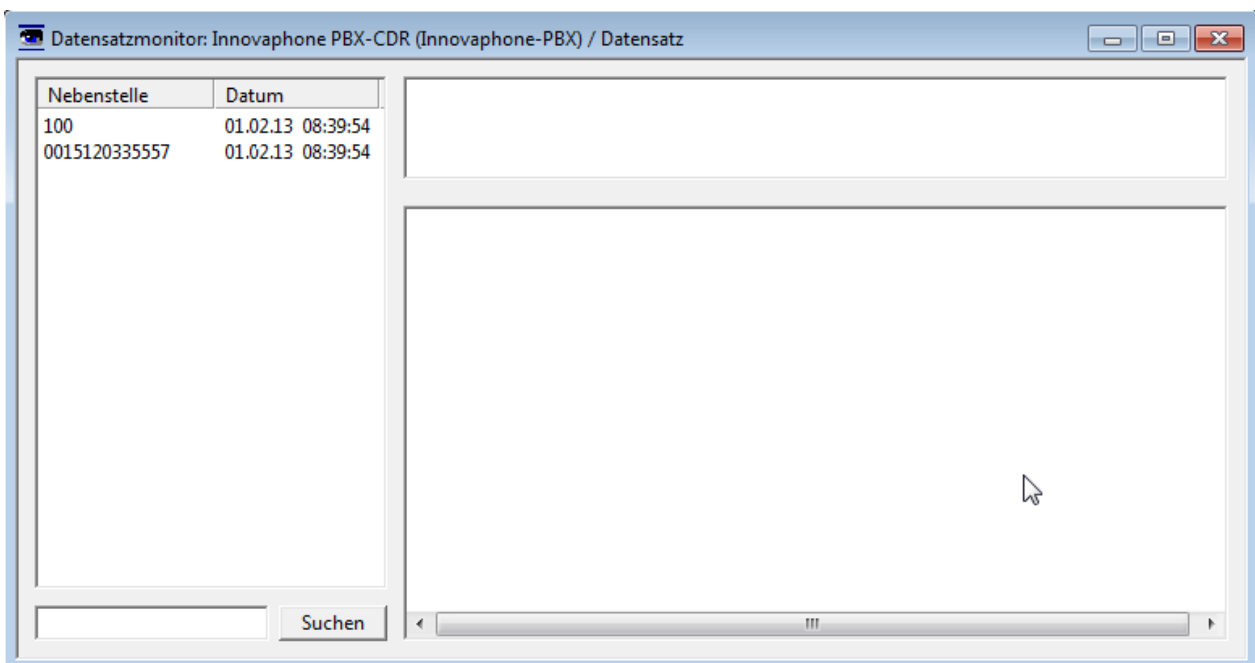 Datensatzmonitor: Innovaphone PBX-CDR (Innovaphone-PBX) / Datensatz
Nebenstelle Datum
100 01.02.13 08:39:54
0015120335557 01.02.13 08:39:54
Suchen